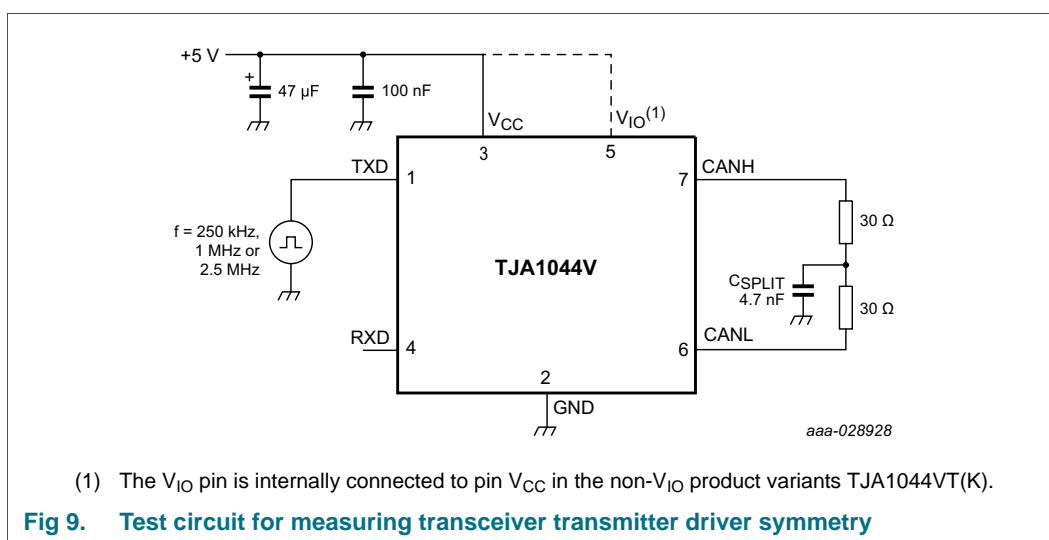 +5 V
+
47 µF
100 nF
VCC
VIO(1)
3
5
TXD
1
7
CANH
30 Ω
f = 250 kHz,
1 MHz or
2.5 MHz
TJA1044V
CSPLIT
4.7 nF
30 Ω
RXD
4
6
CANL
2
GND
aaa-028928
(1) The VIO pin is internally connected to pin VCC in the non-VIO product variants TJA1044VT(K).
Fig 9. Test circuit for measuring transceiver transmitter driver symmetry